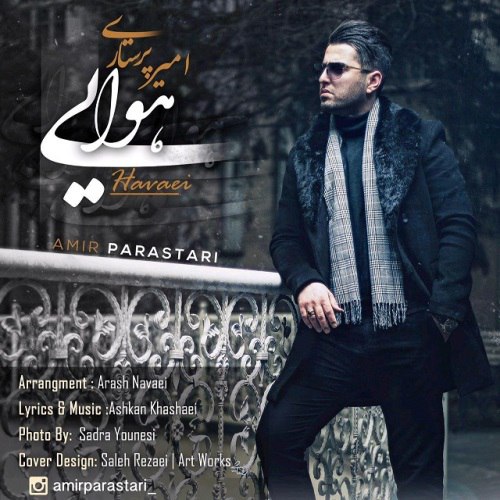 امیر پرستاری
هوایی
Havaei
AMIR PARASTARI
Arrangment : Arash Navaei
Lyrics & Music :Ashkan Khashaei
Photo By: Sadra Younesi
Cover Design: Saleh Rezaei | Art Works
amirparastari_